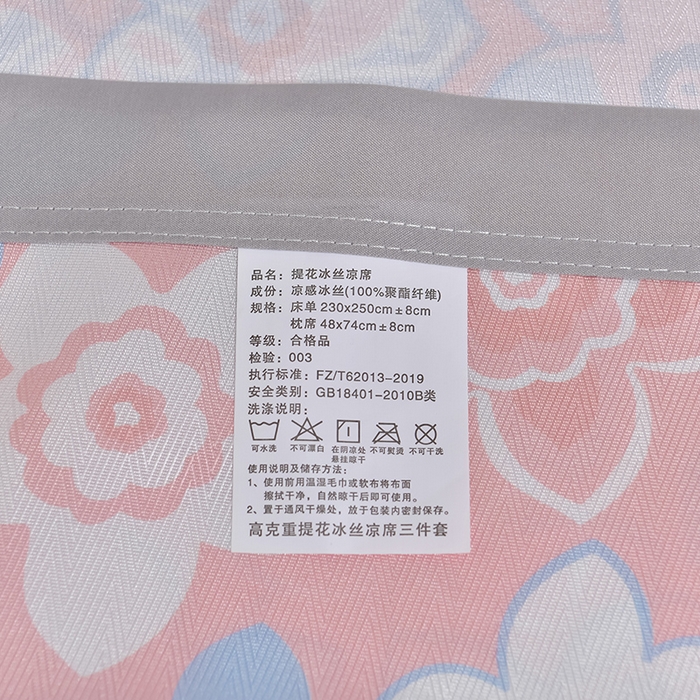 品名：提花冰丝凉席
成份：凉感冰丝(100%聚酯纤维)
规格：床单 230x250cm±8cm
枕席 48x74cm±8cm
等级：合格品
检验：003
执行标准：FZ/T62013-2019
安全类别：GB18401-2010B类
洗涤说明：
可水洗 不可漂白 在阴凉处悬挂晾干 不可熨烫 不可干洗
使用说明及储存方法：
1、使用前用温湿毛巾或软布将布面
擦拭干净，自然晾干后即可使用。
2、置于通风干燥处，放于包装内密封保存。
高克重提花冰丝凉席三件套